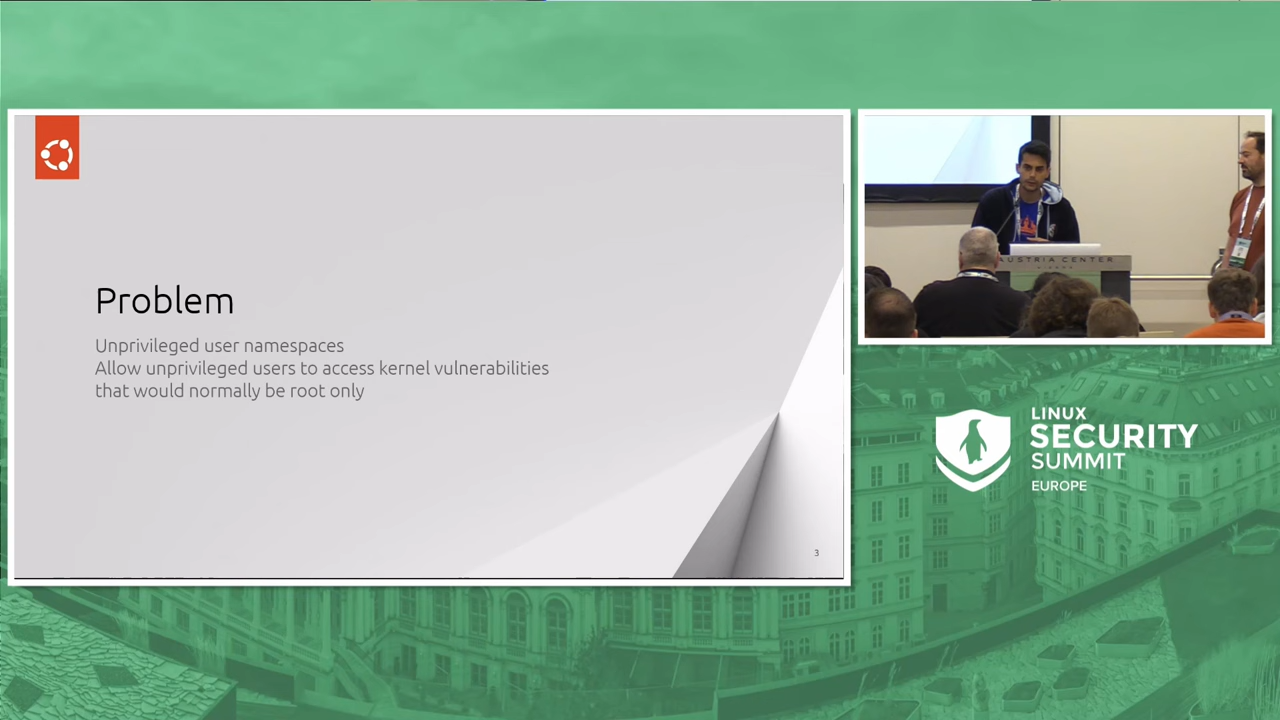 Problem
Unprivileged user namespaces
Allow unprivileged users to access kernel vulnerabilities
that would normally be root only
3
AUSTRIA CENTER
LINUX
SECURITY
SUMMIT
EUROPE